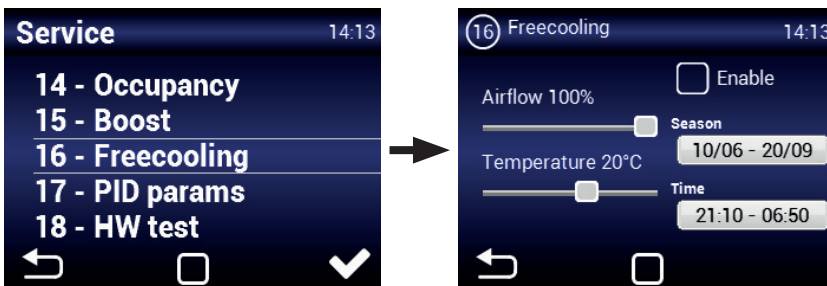 Service 14:13
14 - Occupancy
15 - Boost
16 - Freecooling
17 - PID params
18 - HW test
16 Freecooling 14:13
Enable
Airflow 100%
Season
10/06 - 20/09
Temperature 20°C
Time
21:10 - 06:50